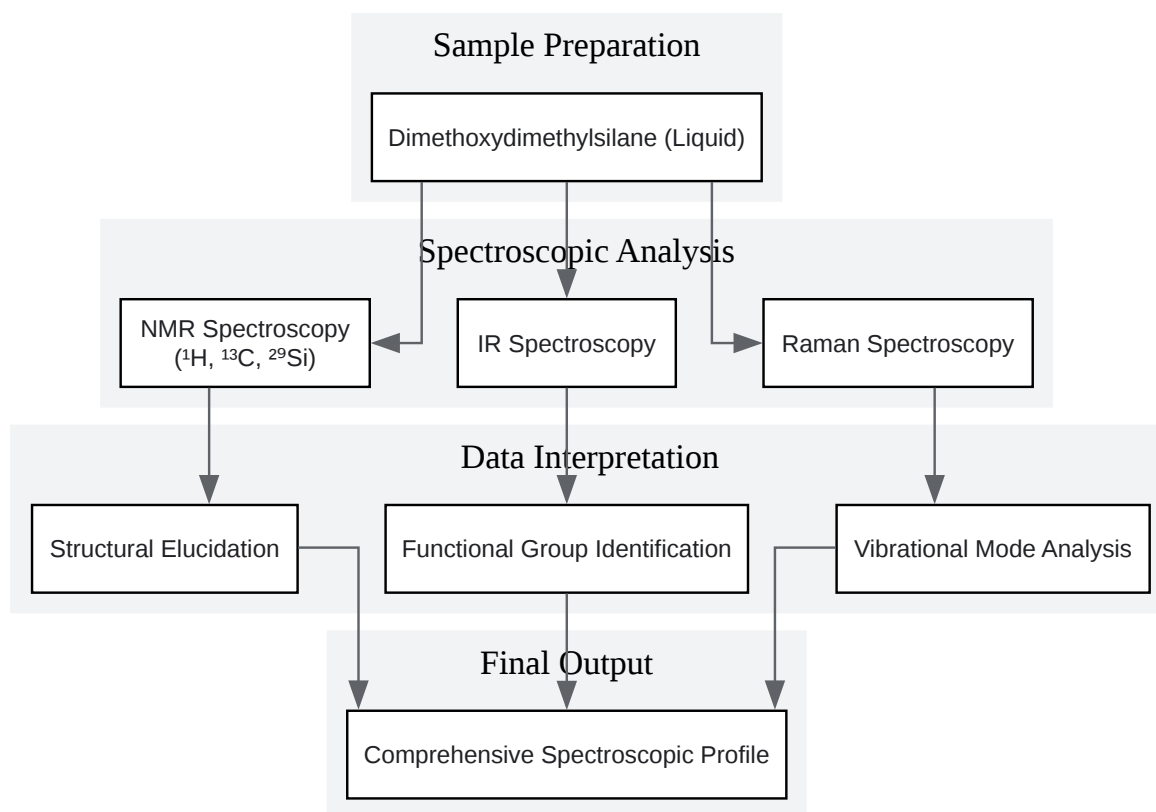 Sample Preparation
Dimethoxydimethylsilane (Liquid)
Spectroscopic Analysis
NMR Spectroscopy
(¹H, ¹³C, ²⁹Si)
IR Spectroscopy
Raman Spectroscopy
Data Interpretation
Structural Elucidation
Functional Group Identification
Vibrational Mode Analysis
Final Output
Comprehensive Spectroscopic Profile